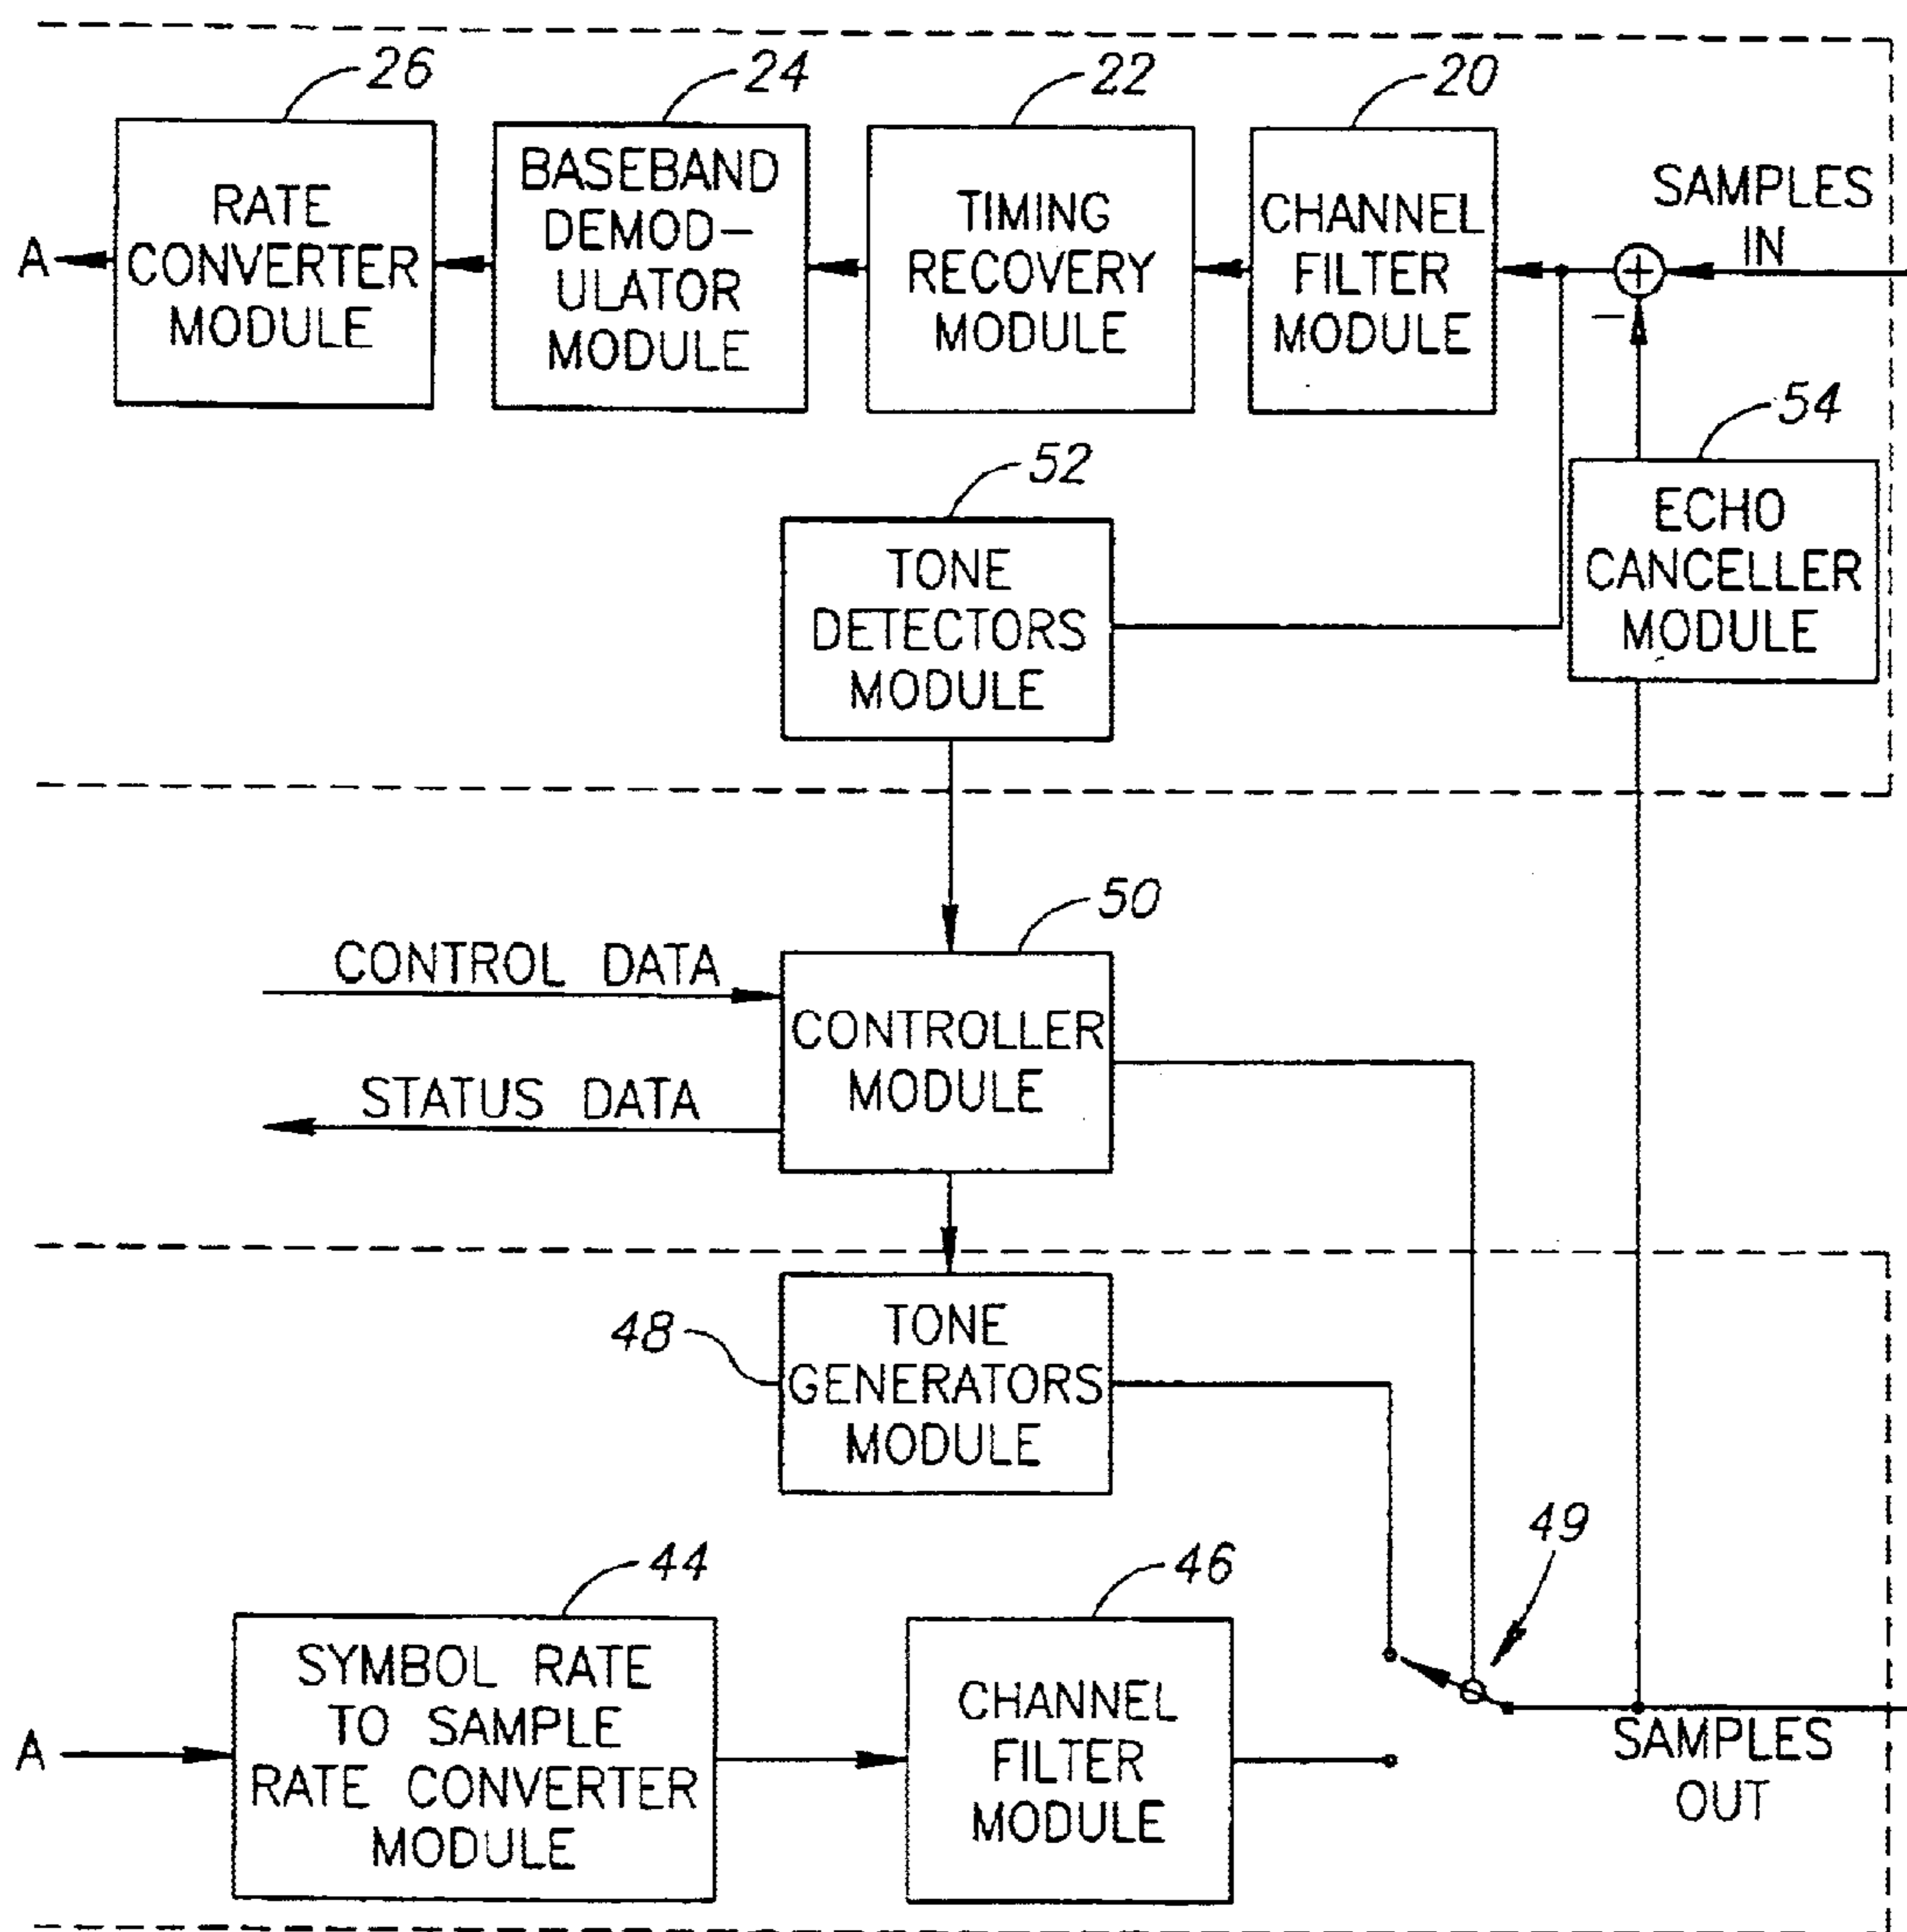 26
24
22
20
RATE
CONVERTER
MODULE
BASEBAND
DEMOD-
ULATOR
MODULE
TIMING
RECOVERY
MODULE
CHANNEL
FILTER
MODULE
SAMPLES
IN
A
+
−
54
ECHO
CANCELLER
MODULE
52
TONE
DETECTORS
MODULE
50
CONTROL DATA
STATUS DATA
CONTROLLER
MODULE
48
TONE
GENERATORS
MODULE
49
44
46
A
SYMBOL RATE
TO SAMPLE
RATE CONVERTER
MODULE
CHANNEL
FILTER
MODULE
SAMPLES
OUT